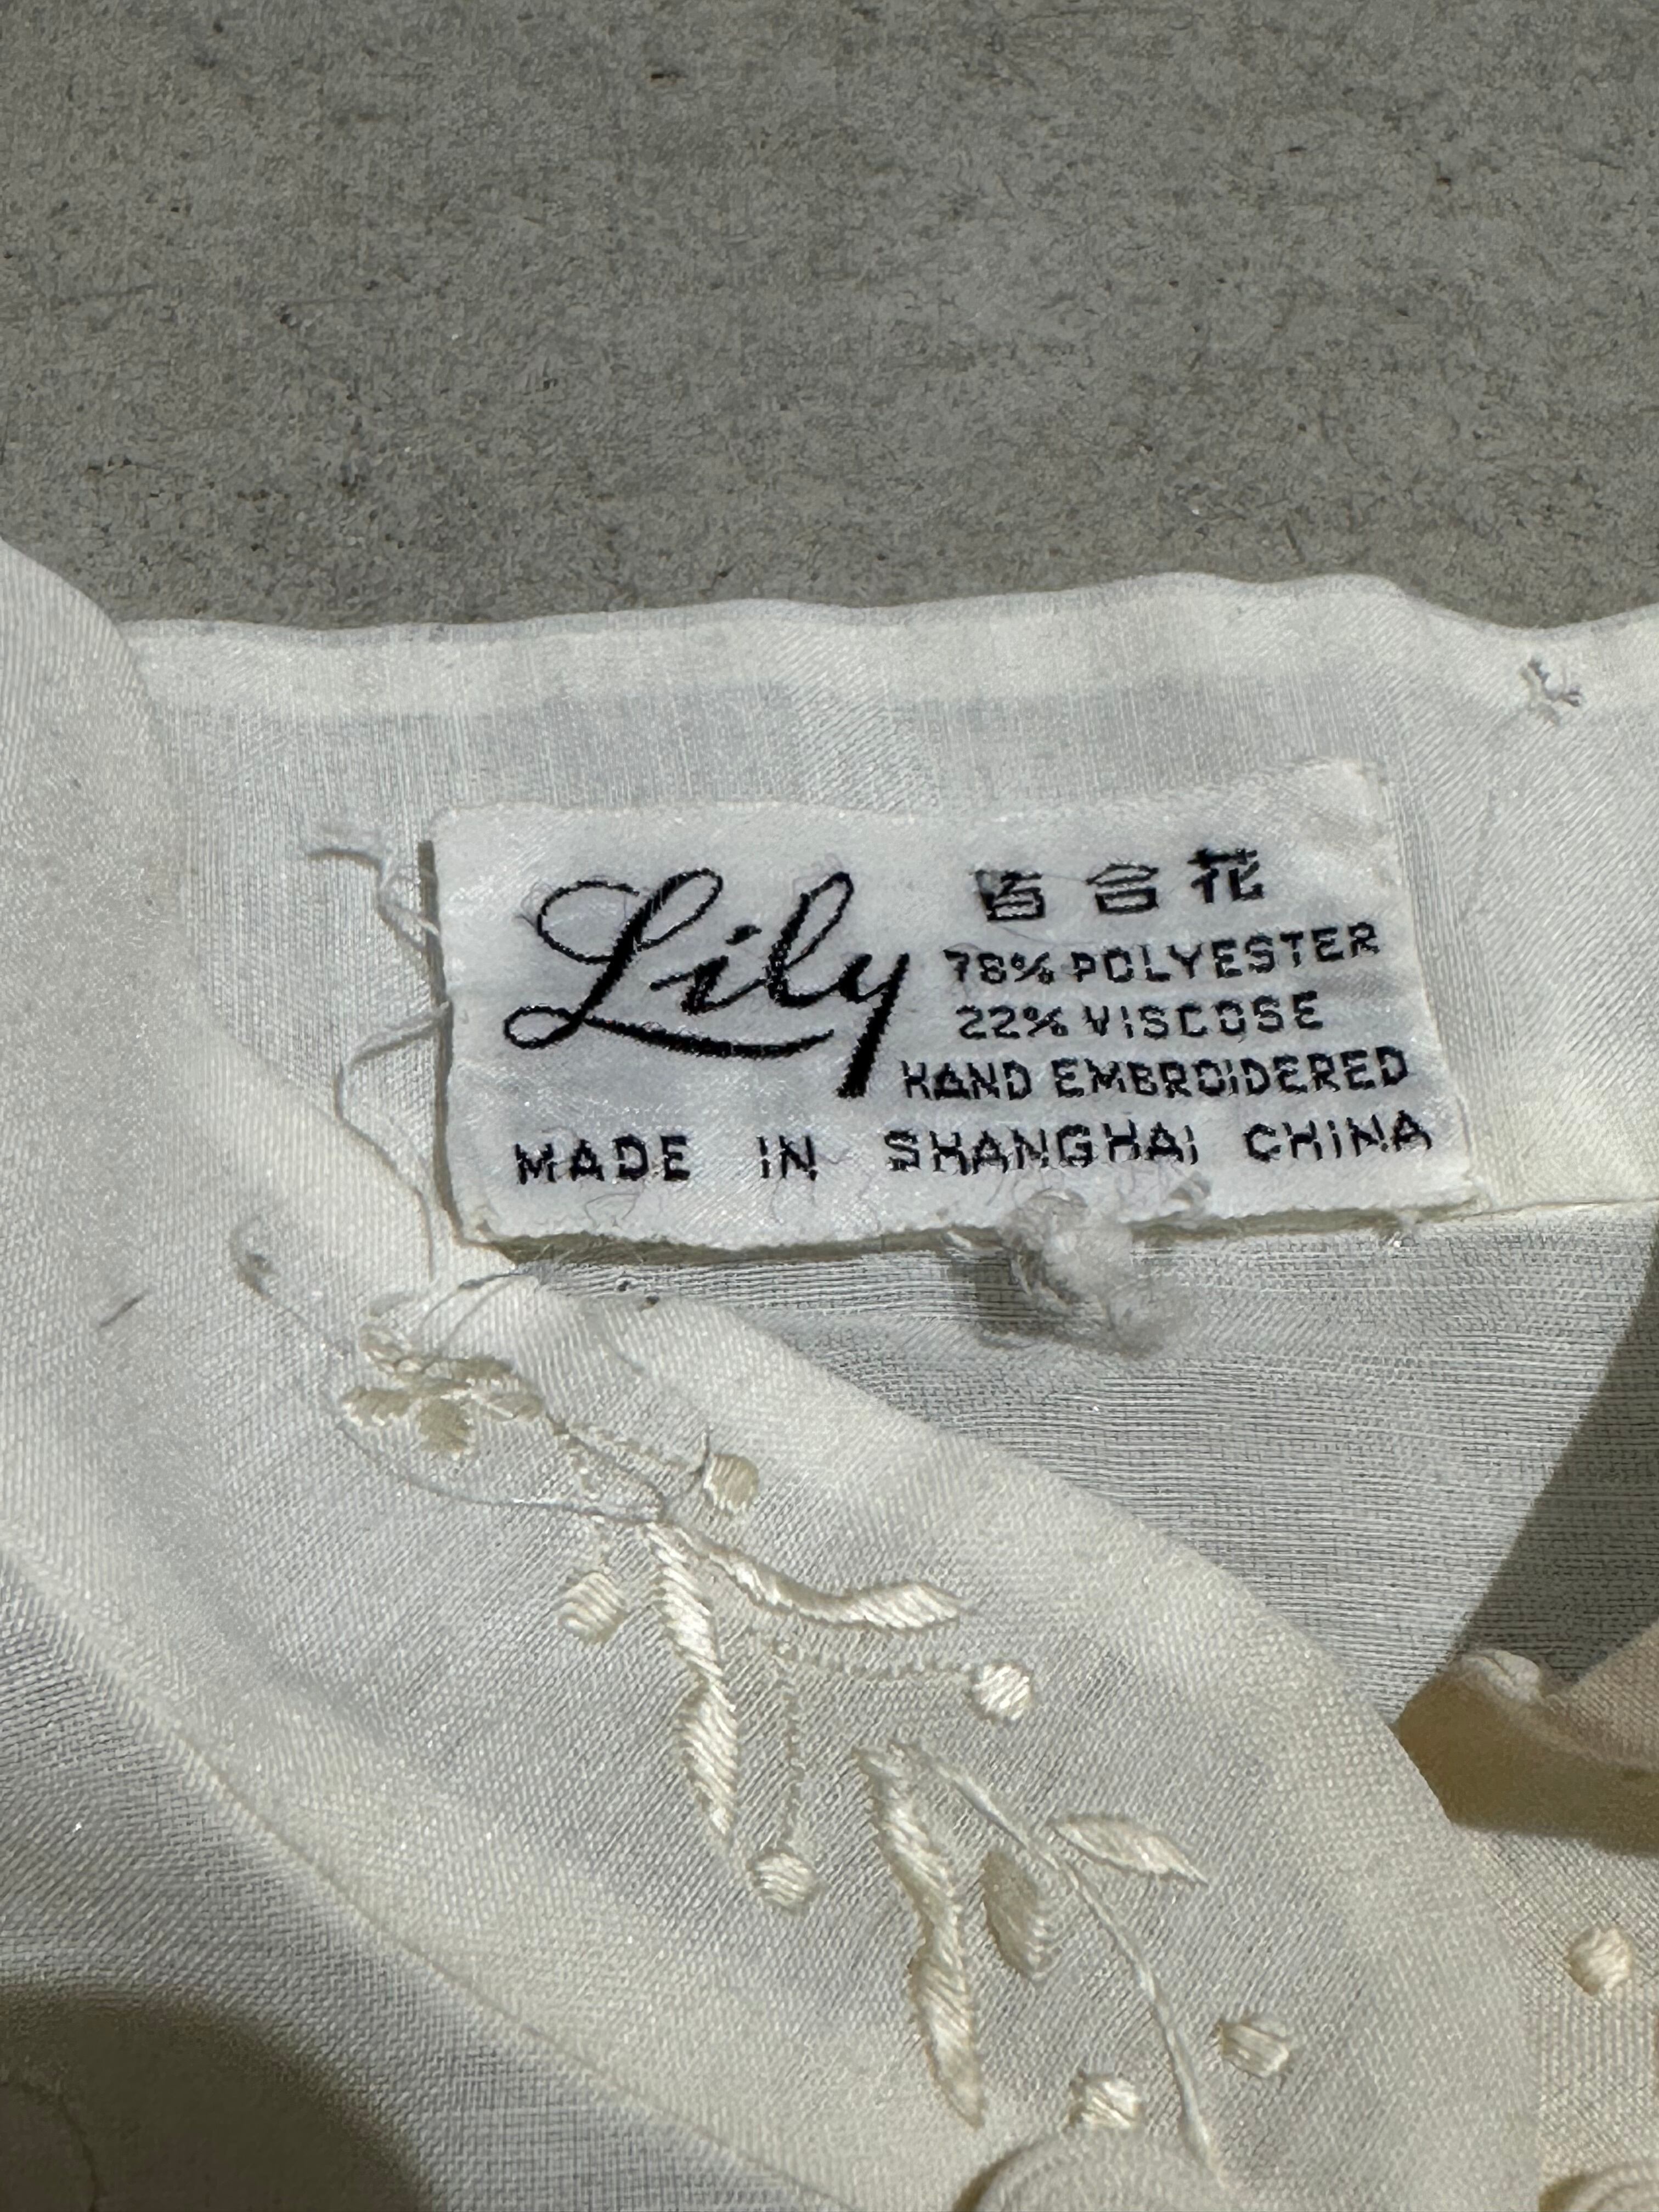 Lily
百合花
78% POLYESTER
22% VISCOSE
HAND EMBROIDERED
MADE IN SHANGHAI CHINA